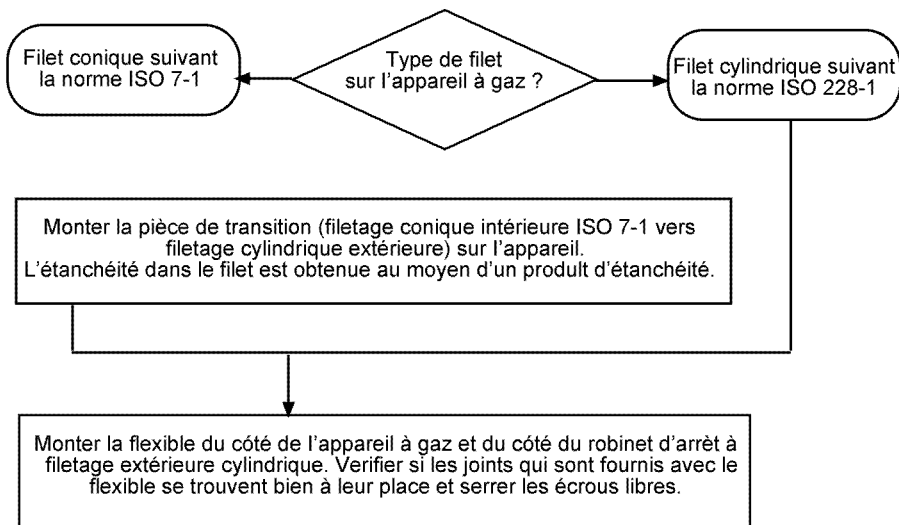 Filet conique suivant
la norme ISO 7-1
Type de filet
sur l'appareil à gaz ?
Filet cylindrique suivant
la norme ISO 228-1
Monter la pièce de transition (filetage conique intérieure ISO 7-1 vers
filetage cylindrique extérieure) sur l'appareil.
L'étanchéité dans le filet est obtenue au moyen d'un prodult d'étanchéité.
Monter la flexible du côté de l'appareil à gaz et du côté du robinet d'arrèt à
filetage extérieure cylindrique. Verifier si les joints qui sont fournis avec le
flexible se trouvent bien à leur place et serrer les écrous libres.